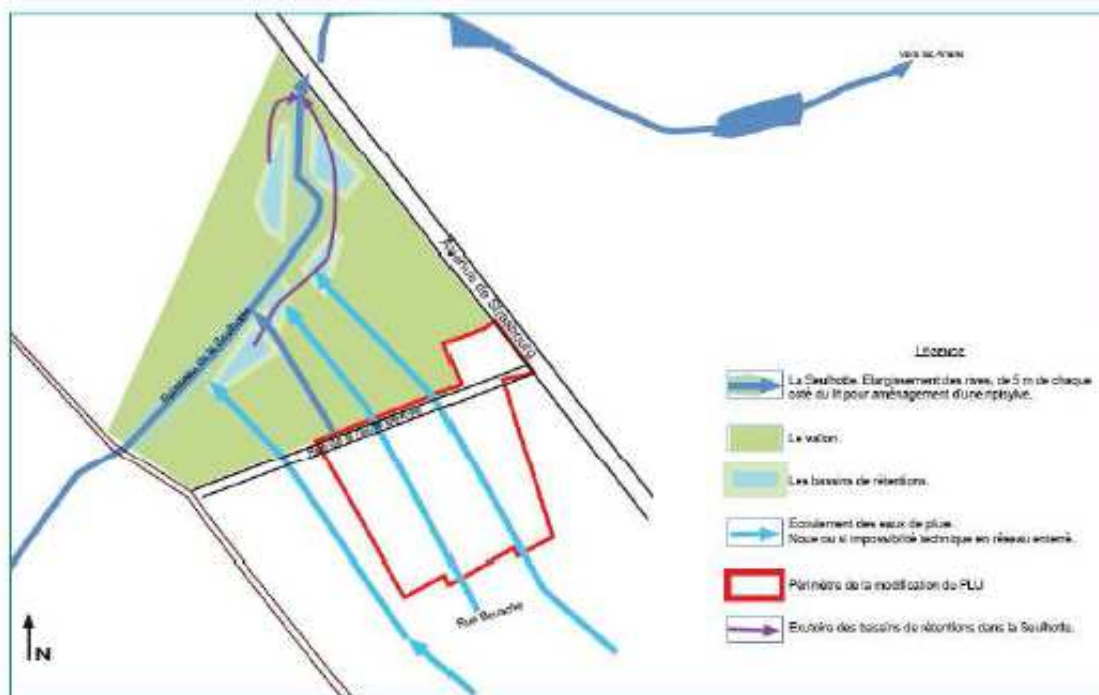 Avenue de Strasbourg
Ruisseau de la Seulhotte
Rue
N
LÉGENDE
La Seulhotte. Elargissement des rives, de 5 m de chaque
coté du lit pour aménagement d'une ripisylve.
Le vallon.
Les bassins de rétentions.
Ecoulement des eaux de pluie.
Noue ou si impossibilité technique en réseau enterré.
Périmètre de la modification du PLU
Exutoire des bassins de rétentions dans la Seulhotte.